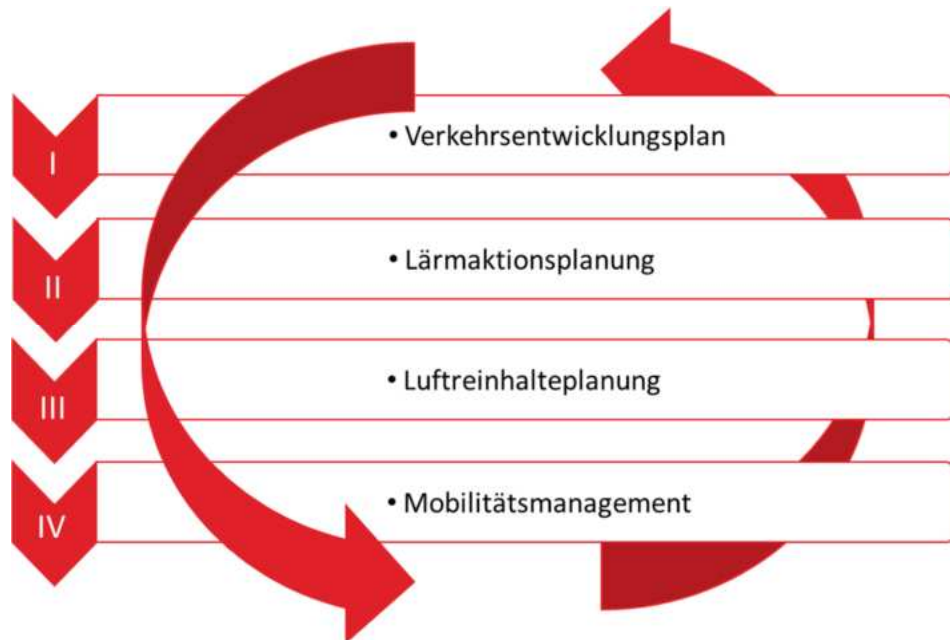 I
• Verkehrsentwicklungsplan
II
• Lärmaktionsplanung
III
• Luftreinhalteplanung
IV
• Mobilitätsmanagement